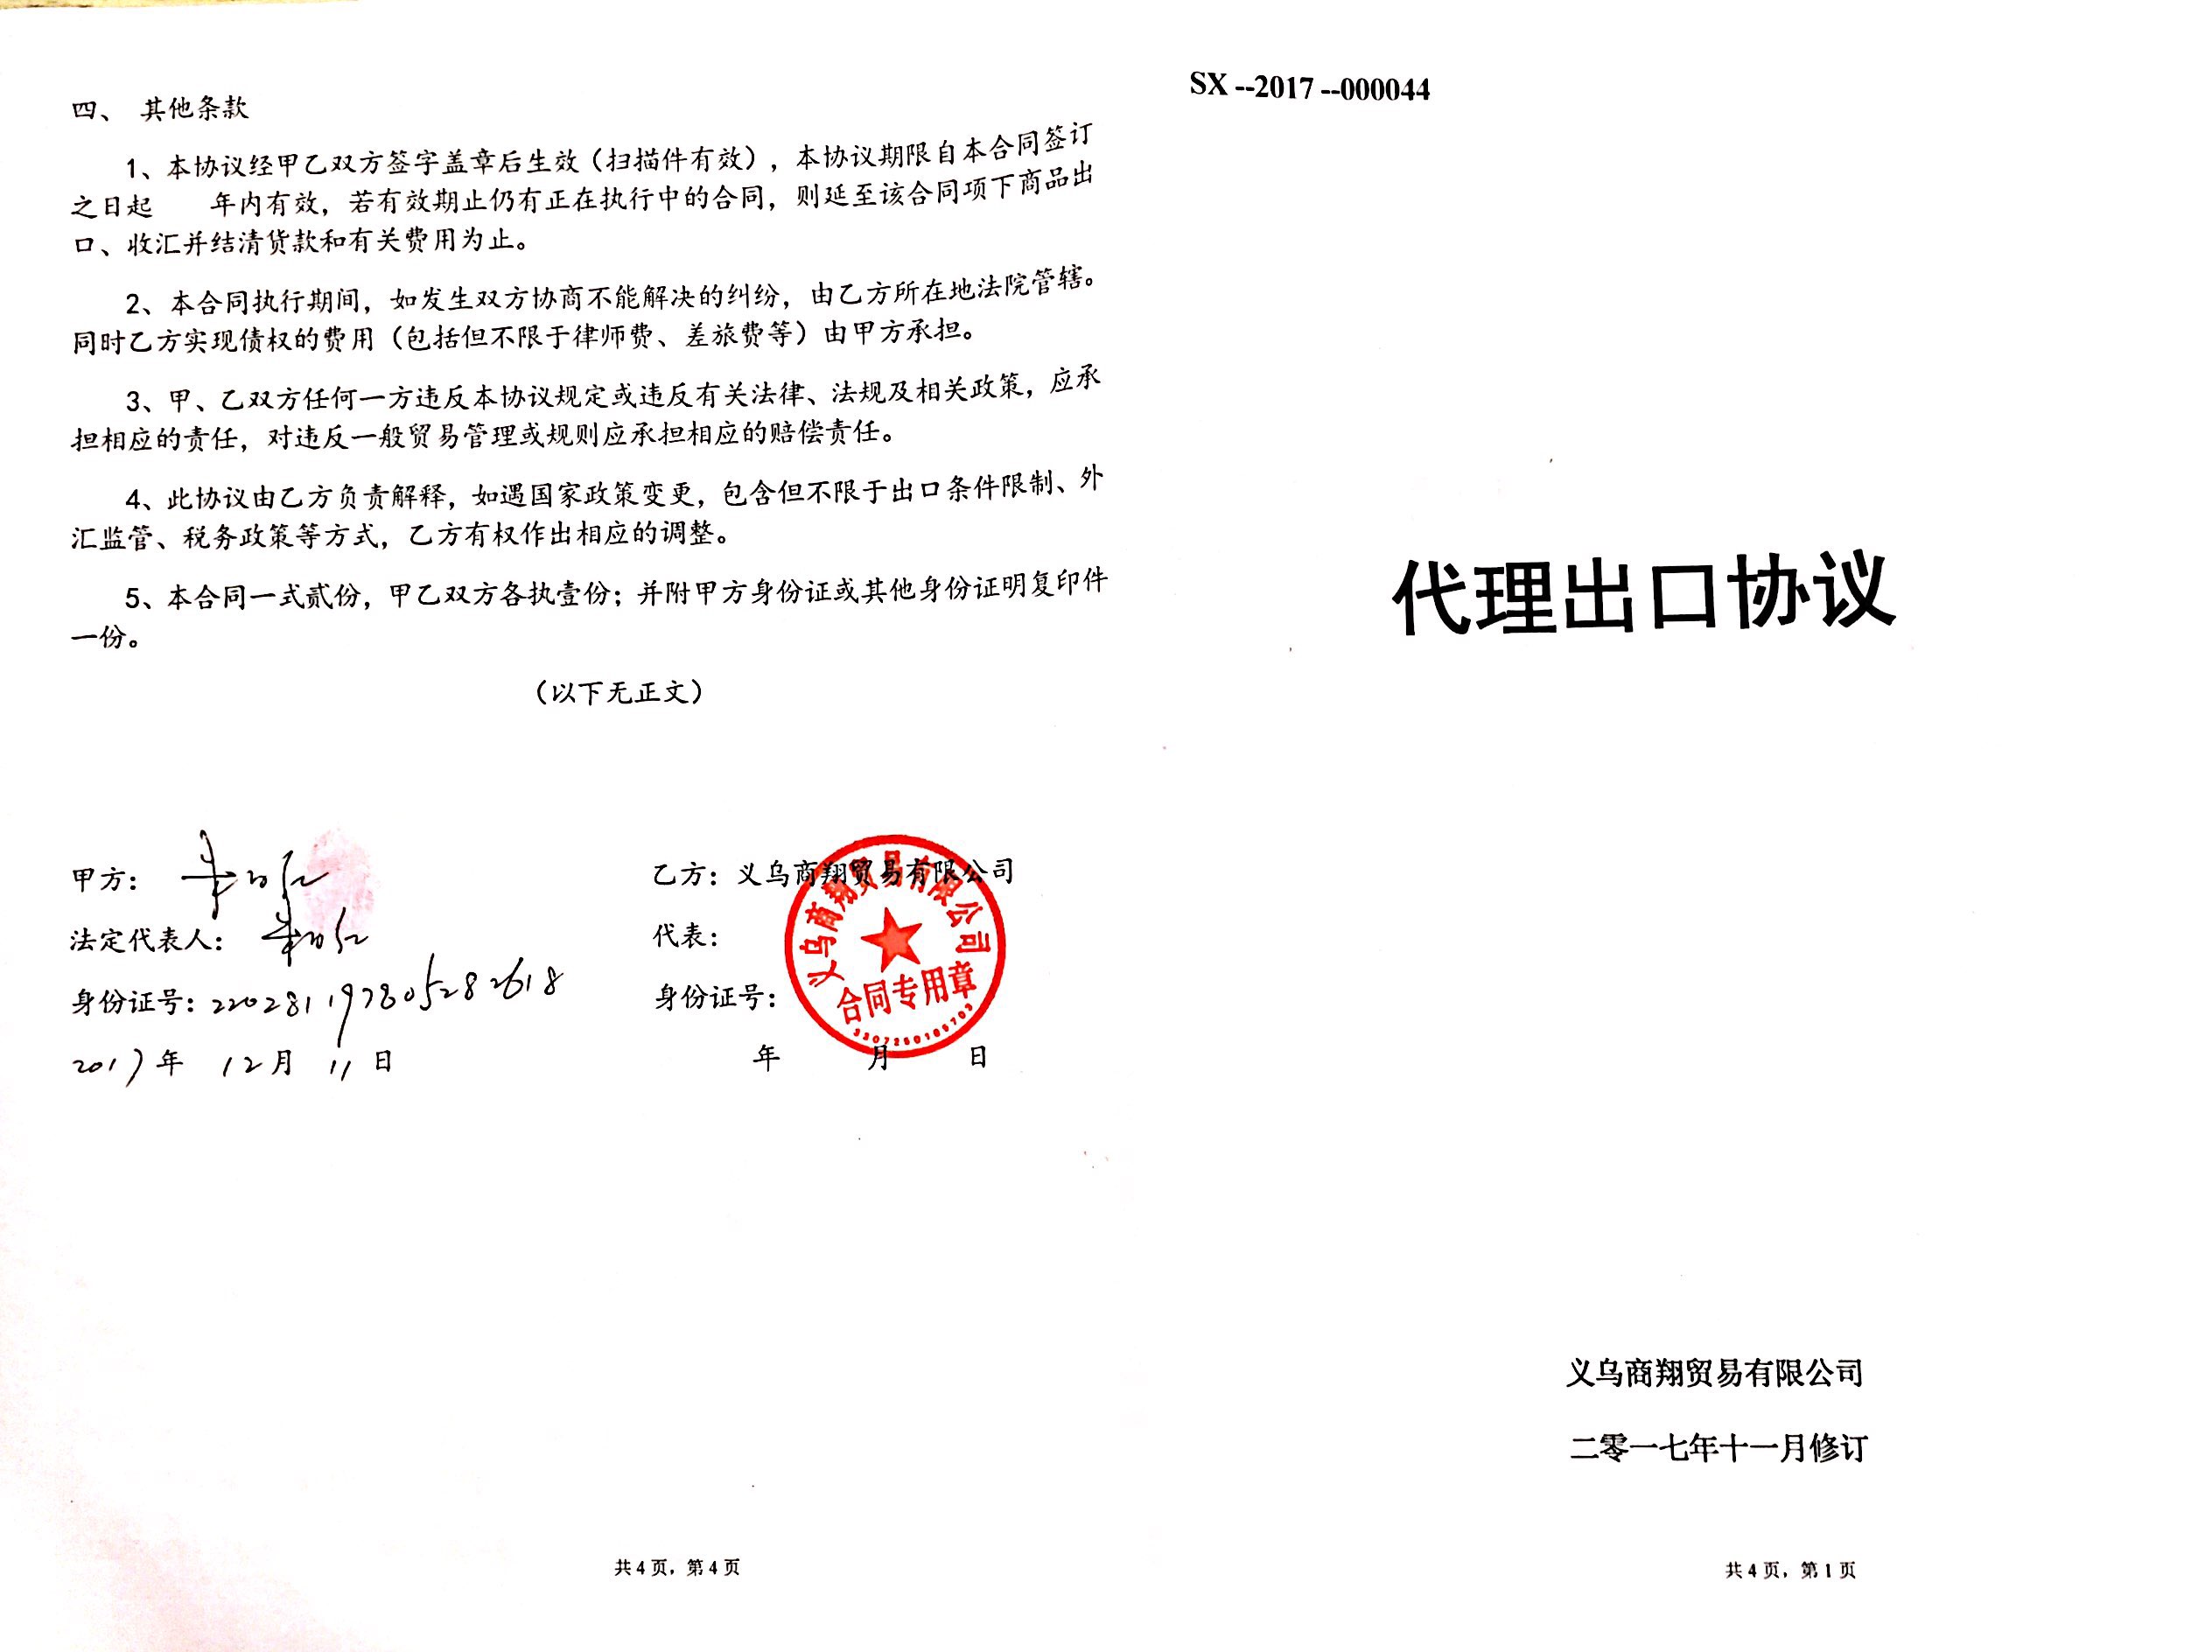 四、 其他条款
1、本协议经甲乙双方签字盖章后生效（扫描件有效），本协议期限自本合同签订
之日起 年内有效，若有效期止仍有正在执行中的合同，则延至该合同项下商品出
口、收汇并结清货款和有关费用为止。
2、本合同执行期间，如发生双方协商不能解决的纠纷，由乙方所在地法院管辖。
同时乙方实现债权的费用（包括但不限于律师费、差旅费等）由甲方承担。
3、甲、乙双方任何一方违反本协议规定或违反有关法律、法规及相关政策，应承
担相应的责任，对违反一般贸易管理或规则应承担相应的赔偿责任。
4、此协议由乙方负责解释，如遇国家政策变更，包含但不限于出口条件限制、外
汇监管、税务政策等方式，乙方有权作出相应的调整。
5、本合同一式贰份，甲乙双方各执壹份；并附甲方身份证或其他身份证明复印件
一份。
（以下无正文）
甲方：
法定代表人：
身份证号：220281197805282618
2017年 12月 11日
乙方：义乌商翔贸易有限公司
代表：
身份证号：
年 月 日
义乌商翔贸易有限公司
合同专用章
共4页，第4页
SX --2017 --000044
代理出口协议
义乌商翔贸易有限公司
二零一七年十一月修订
共4页，第1页